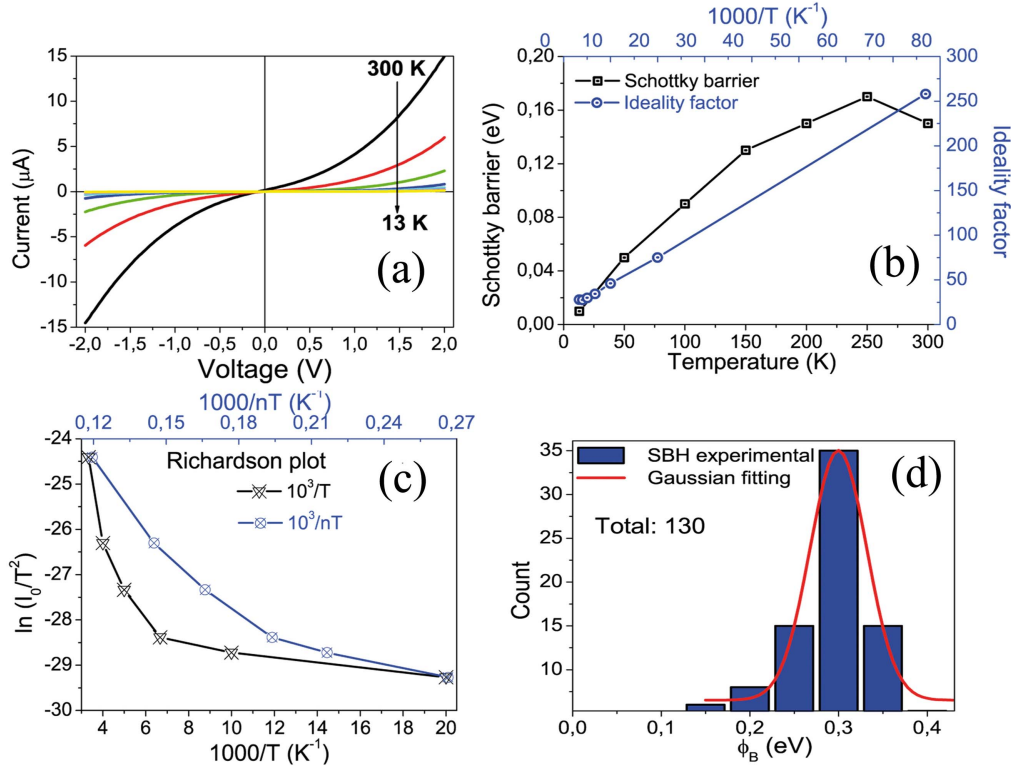 15
10
5
0
-5
-10
-15
Current (μA)
300 K
13 K
(a)
-2,0 -1,5 -1,0 -0,5 0,0 0,5 1,0 1,5 2,0
Voltage (V)
1000/T (K⁻¹)
0 10 20 30 40 50 60 70 80
0,20
0,16
0,12
0,08
0,04
0,00
Schottky barrier (eV)
Schottky barrier
Ideality factor
(b)
300
250
200
150
100
50
0
Ideality factor
0 50 100 150 200 250 300
Temperature (K)
1000/nT (K⁻¹)
0,12 0,15 0,18 0,21 0,24 0,27
-24
-25
-26
-27
-28
-29
-30
ln (I₀/T²)
Richardson plot
10³/T
10³/nT
(c)
4 6 8 10 12 14 16 18 20
1000/T (K⁻¹)
35
30
25
20
15
10
Count
SBH experimental
Gaussian fitting
(d)
Total: 130
0,0 0,1 0,2 0,3 0,4
ϕ_B (eV)